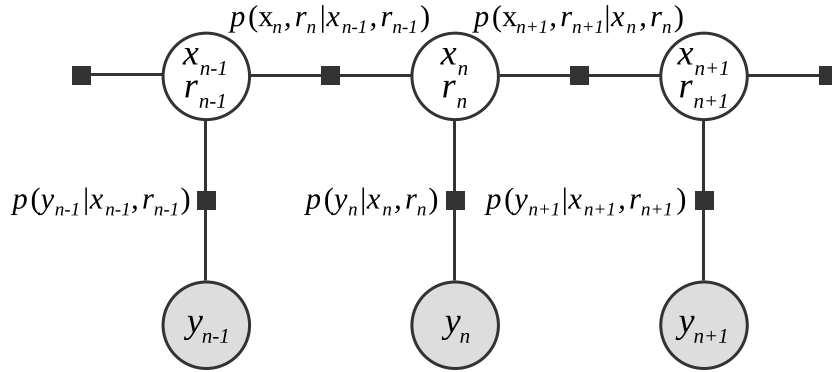 p(x_n, r_n|x_{n-1}, r_{n-1}) p(x_{n+1}, r_{n+1}|x_n, r_n)
x_{n-1} x_n x_{n+1}
r_{n-1} r_n r_{n+1}
p(y_{n-1}|x_{n-1}, r_{n-1}) p(y_n|x_n, r_n) p(y_{n+1}|x_{n+1}, r_{n+1})
y_{n-1} y_n y_{n+1}